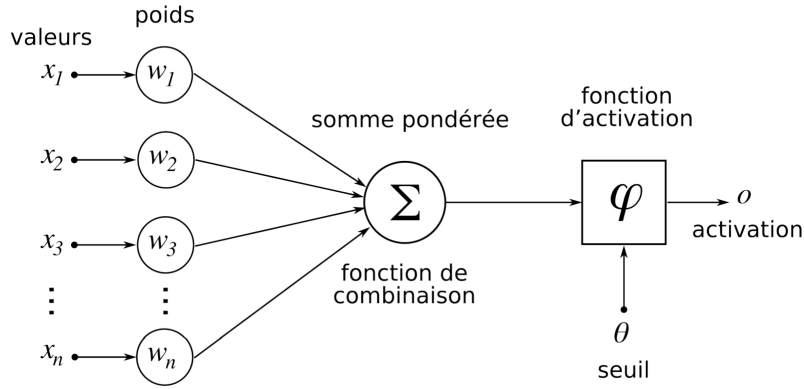 poids
valeurs
x1 w1
x2 w2
x3 w3
⋮ ⋮
xn wn
somme pondérée
Σ
fonction de
combinaison
fonction
d'activation
φ
o
activation
θ
seuil